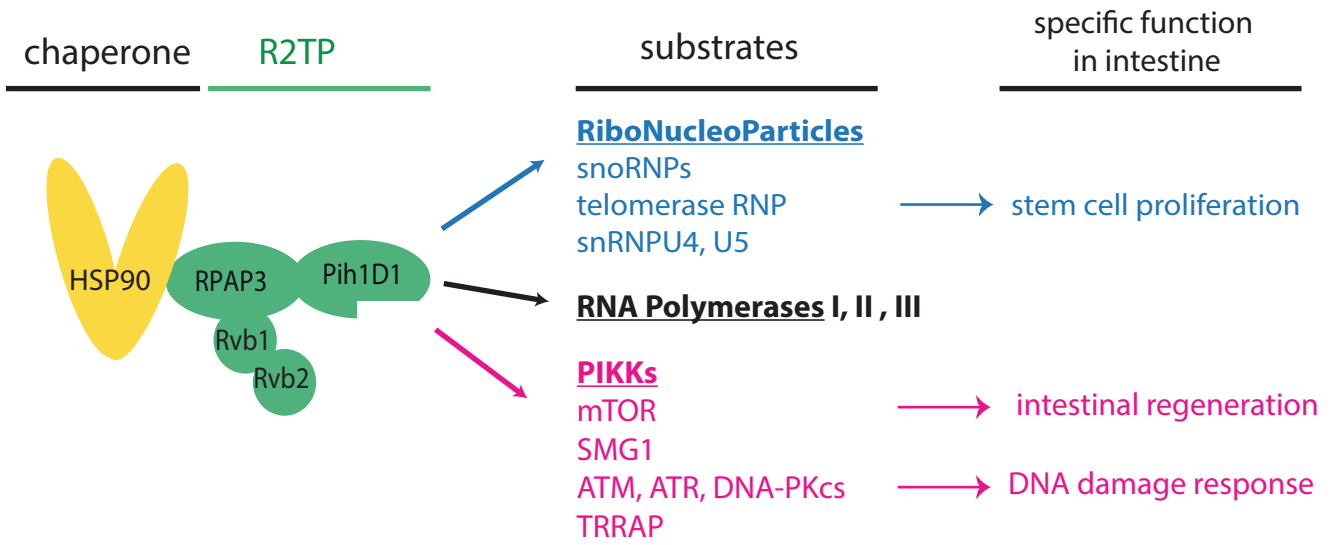 chaperone
R2TP
substrates
specific function
in intestine
HSP90
RPAP3
Pih1D1
Rvb1
Rvb2
RiboNucleoParticles
snoRNPs
telomerase RNP
snRNPU4, U5
stem cell proliferation
RNA Polymerases I, II , III
PIKKs
mTOR
intestinal regeneration
SMG1
ATM, ATR, DNA-PKcs
DNA damage response
TRRAP